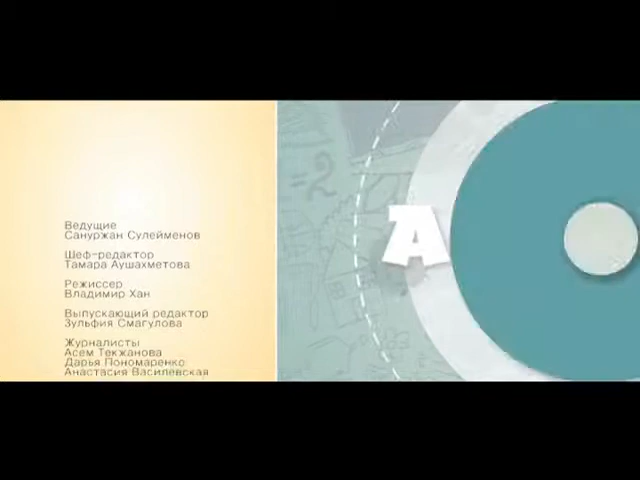 Ведущие
Сануржан Сулейменов
Шеф-редактор
Тамара Аушахметова
Режиссер
Владимир Хан
Выпускающий редактор
Зульфия Смагулова
Журналисты
Асем Текжанова
Дарья Пономаренко
Анастасия Василевская
А